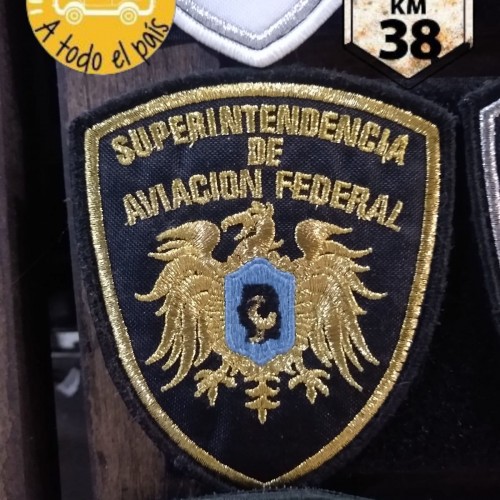 A todo el país
KM
38
SUPERINTENDENCIA
DE
AVIACION FEDERAL